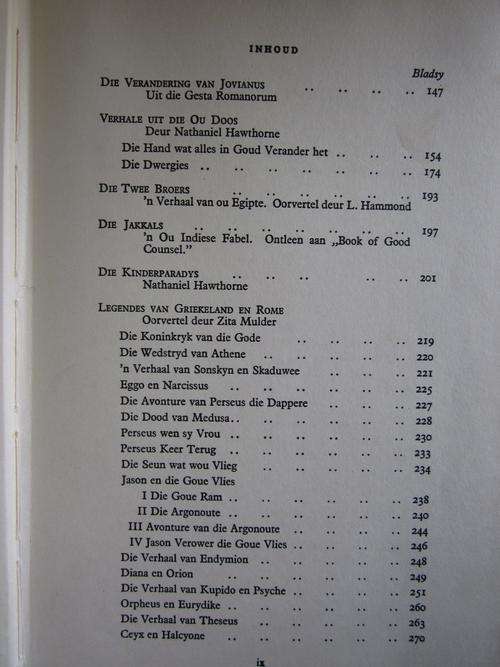 INHOUD
Bladsy
DIE VERANDERING VAN JOVIANUS .. .. .. .. 147
Uit die Gesta Romanorum
VERHALE UIT DIE OU DOOS
Deur Nathaniel Hawthorne
Die Hand wat alles in Goud Verander het .. .. .. 154
Die Dwergies .. .. .. .. .. .. 174
DIE TWEE BROERS .. .. .. .. .. .. 193
'n Verhaal van ou Egipte. Oorvertel deur L. Hammond
DIE JAKKALS .. .. .. .. .. .. .. 197
'n Ou Indiese Fabel. Ontleen aan „Book of Good
Counsel."
DIE KINDERPARADYS .. .. .. .. .. 201
Nathaniel Hawthorne
LEGENDES VAN GRIEKELAND EN ROME
Oorvertel deur Zita Mulder
Die Koninkryk van die Gode .. .. .. .. 219
Die Wedstryd van Athene .. .. .. .. .. 220
'n Verhaal van Sonskyn en Skaduwee .. .. .. 221
Eggo en Narcissus .. .. .. .. .. .. 225
Die Avonture van Perseus die Dappere .. .. .. 227
Die Dood van Medusa .. .. .. .. .. .. 228
Perseus wen sy Vrou .. .. .. .. .. .. 230
Perseus Keer Terug .. .. .. .. .. .. 233
Die Seun wat wou Vlieg .. .. .. .. .. 234
Jason en die Goue Vlies
I Die Goue Ram .. .. .. .. .. .. 238
II Die Argonoute .. .. .. .. .. .. 240
III Avonture van die Argonoute .. .. .. .. 244
IV Jason Verower die Goue Vlies .. .. .. .. 246
Die Verhaal van Endymion .. .. .. .. .. 248
Diana en Orion .. .. .. .. .. .. 249
Die Verhaal van Kupido en Psyche .. .. .. .. 251
Orpheus en Eurydike .. .. .. .. .. .. 260
Die Verhaal van Theseus .. .. .. .. .. 263
Ceyx en Halcyone .. .. .. .. .. .. 270
ix